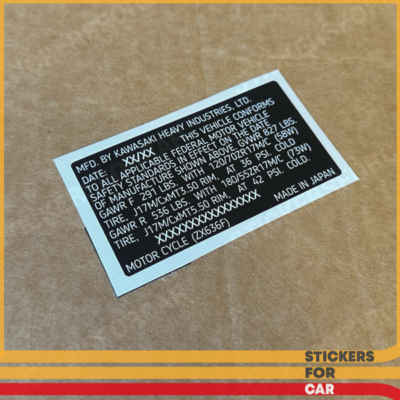 MFD. BY KAWASAKI HEAVY INDUSTRIES, LTD.
DATE: XX/XX THIS VEHICLE CONFORMS
TO ALL APPLICABLE FEDERAL MOTOR VEHICLE
SAFETY STANDARDS IN EFFECT ON THE DATE
OF MANUFACTURE SHOWN ABOVE. GWR 827 LBS.
GAWR F 291 LBS. WITH 120/70ZR17MC (58W)
TIRE, J17M/CxMT3.50 RIM, AT 36 PSI. COLD
GAWR R 536 LBS. WITH 180/55ZR17MC (73W)
TIRE, J17M/CxMT5.50 RIM, AT 42 PSI. COLD.
XXXXXXXXXXXXXXXXX
MOTOR CYCLE (ZX636F) MADE IN JAPAN
STICKERS
FOR
CAR